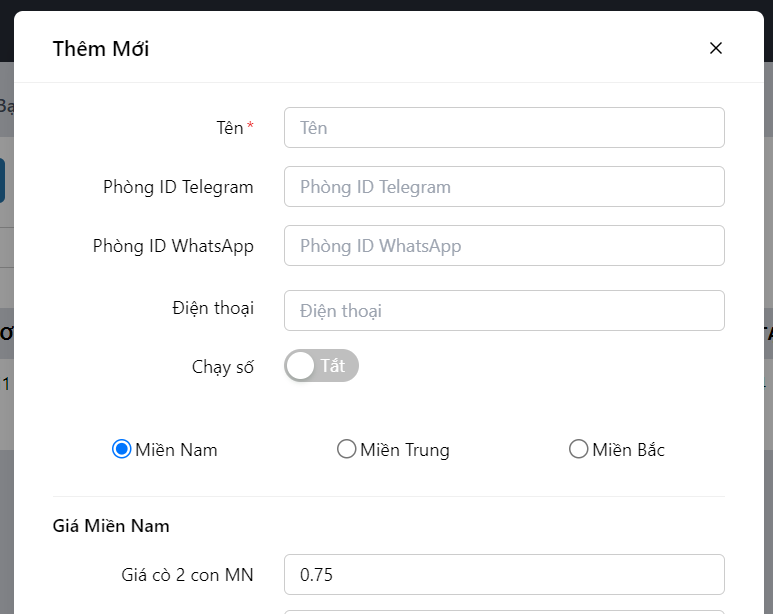 Thêm Mới
Bạ
Tên*
Tên
Phòng ID Telegram
Phòng ID Telegram
Phòng ID WhatsApp
Phòng ID WhatsApp
Điện thoại
Điện thoại
Chạy số
Tắt
1
Miền Nam
Miền Trung
Miền Bắc
Giá Miền Nam
Giá cò 2 con MN
0.75